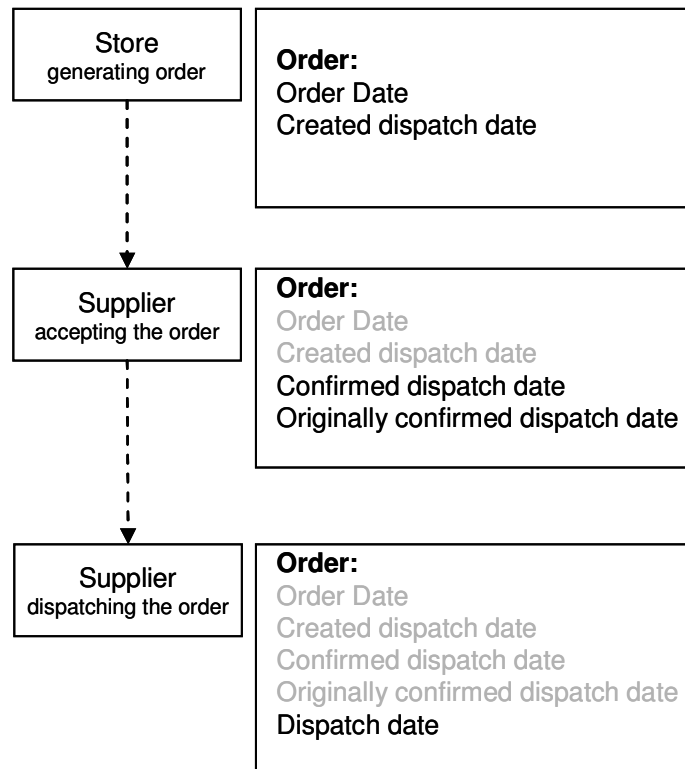 Store
generating order
Order:
Order Date
Created dispatch date
Supplier
accepting the order
Order:
Order Date
Created dispatch date
Confirmed dispatch date
Originally confirmed dispatch date
Supplier
dispatching the order
Order:
Order Date
Created dispatch date
Confirmed dispatch date
Originally confirmed dispatch date
Dispatch date